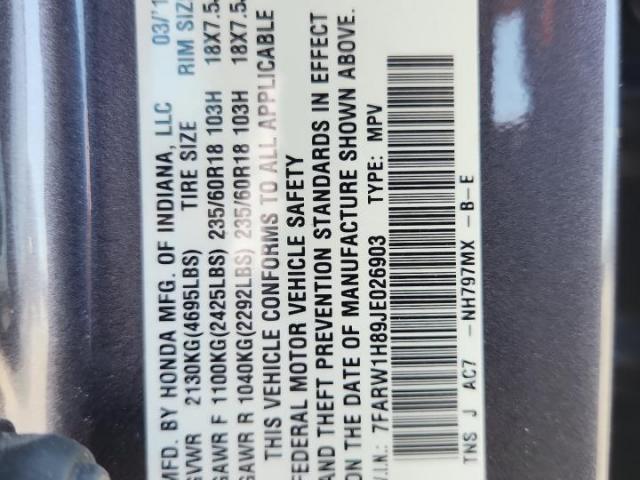 MFD. BY HONDA MFG. OF INDIANA, LLC 03/'1
GVWR 2130KG(4695LBS) TIRE SIZE RIM SIZ
GAWR F 1100KG(2425LBS) 235/60R18 103H 18X7.5
GAWR R 1040KG(2292LBS) 235/60R18 103H 18X7.5
THIS VEHICLE CONFORMS TO ALL APPLICABLE
FEDERAL MOTOR VEHICLE SAFETY
AND THEFT PREVENTION STANDARDS IN EFFECT
ON THE DATE OF MANUFACTURE SHOWN ABOVE.
V.I.N.: 7FARW1H89JE026903 TYPE: MPV
TNS J AC7 -NH797MX -B-E